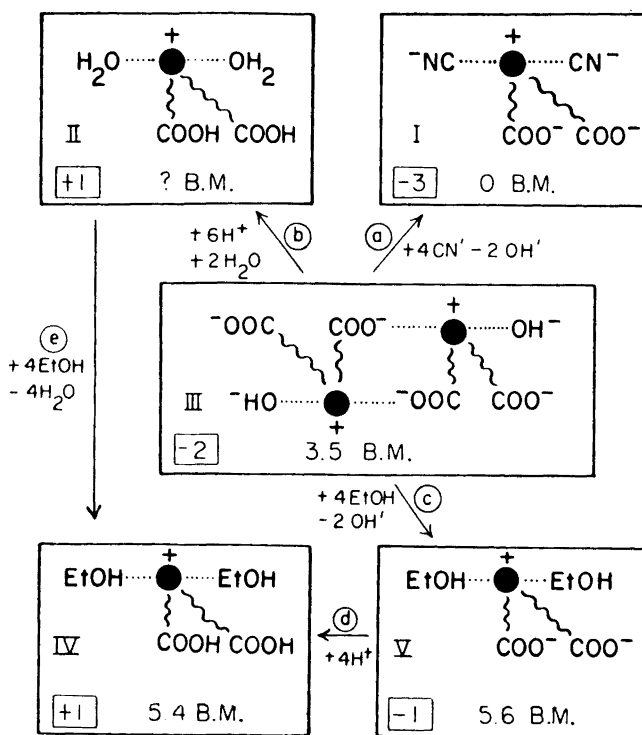 + +
H₂O OH₂ ⁻NC CN⁻
COOH COOH COO⁻ COO⁻
II I
+1 ? B.M. -3 0 B.M.
+6H⁺ b a
+2H₂O +4CN' - 2OH'
⁻OOC COO⁻ + OH⁻
e
+4EtOH
-4H₂O
III ⁻HO ⁻OOC COO⁻
+
-2 3.5 B.M.
+4EtOH c
-2OH'
+ +
EtOH EtOH EtOH EtOH
COOH COOH d COO⁻ COO⁻
IV +4H⁺ V
+1 5.4 B.M. -1 5.6 B.M.